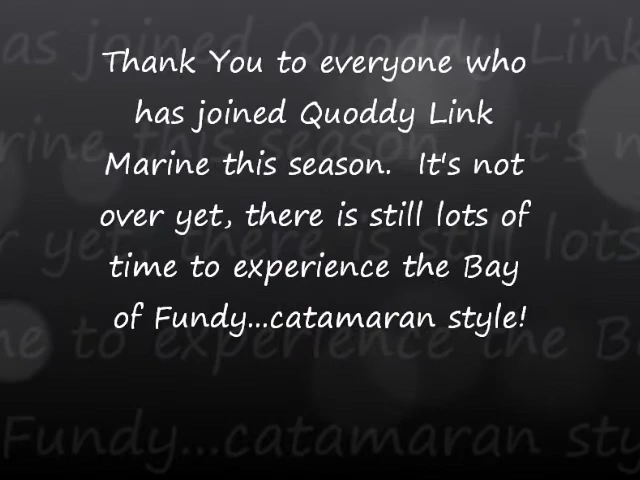 Thank You to everyone who
has joined Quoddy Link
Marine this season.  It's not
over yet, there is still lots of
time to experience the Bay
of Fundy...catamaran style!